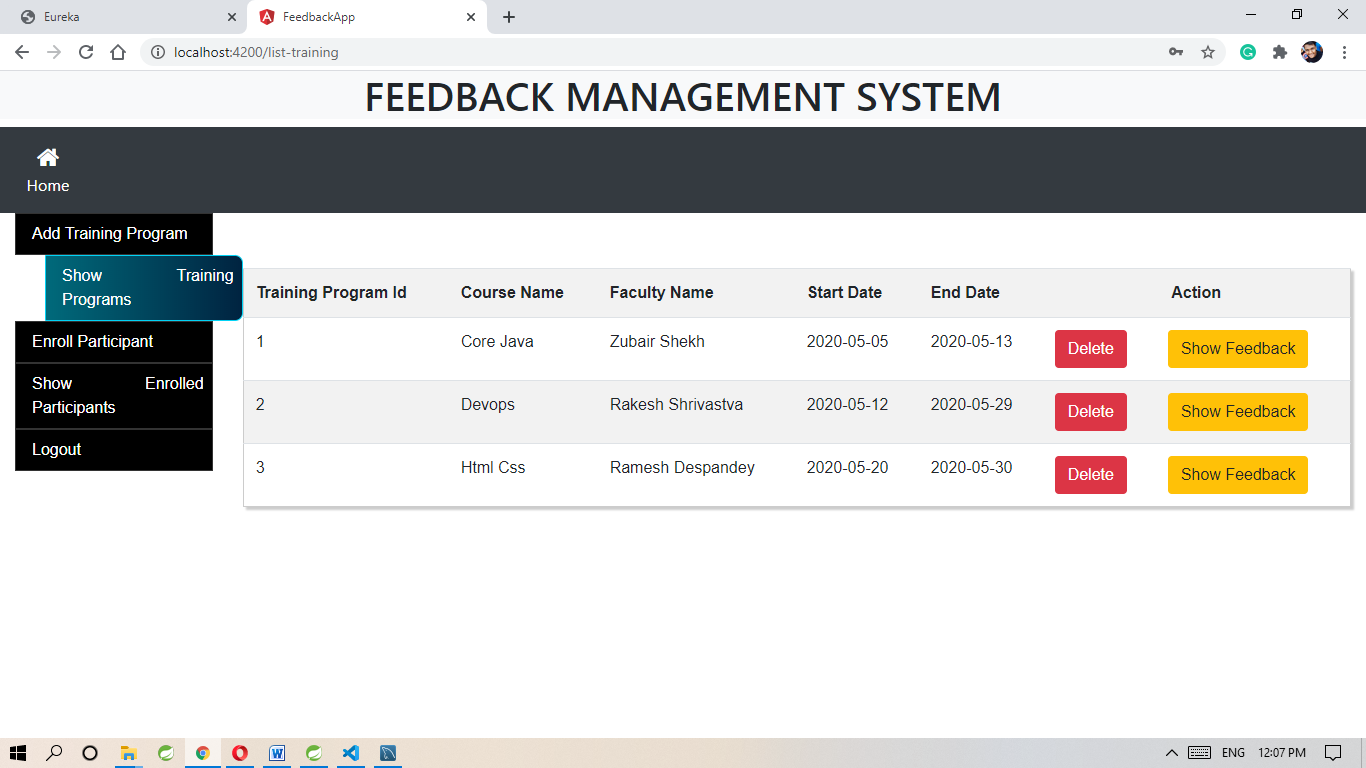 Eureka
FeedbackApp
localhost:4200/list-training
FEEDBACK MANAGEMENT SYSTEM
Home
Add Training Program
Show Training
Programs
Enroll Participant
Show Enrolled
Participants
Logout
Training Program Id Course Name Faculty Name Start Date End Date Action
1 Core Java Zubair Shekh 2020-05-05 2020-05-13 Delete Show Feedback
2 Devops Rakesh Shrivastva 2020-05-12 2020-05-29 Delete Show Feedback
3 Html Css Ramesh Despandey 2020-05-20 2020-05-30 Delete Show Feedback
ENG 12:07 PM